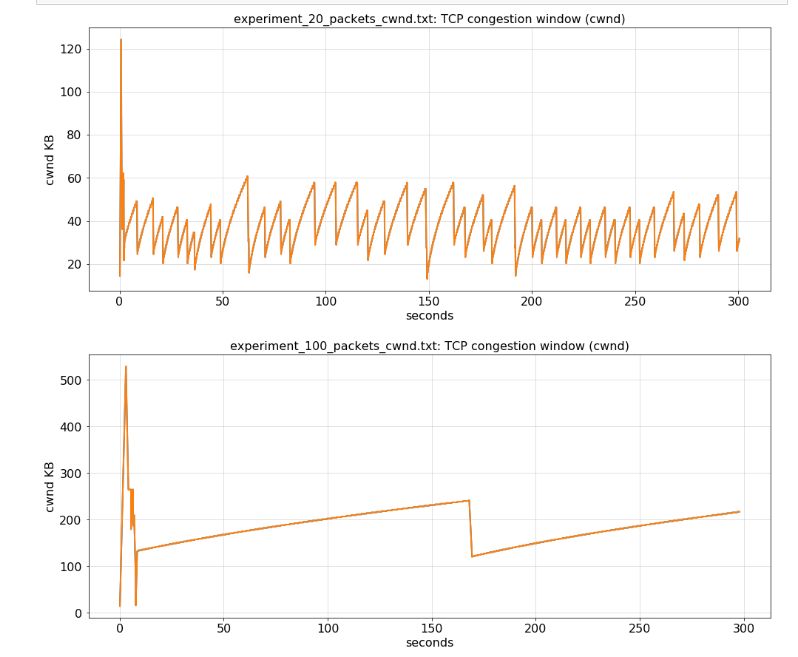 experiment_20_packets_cwnd.txt: TCP congestion window (cwnd)
120
100
80
60
40
20
cwnd KB
0 50 100 150 200 250 300
seconds
experiment_100_packets_cwnd.txt: TCP congestion window (cwnd)
500
400
300
200
100
0
cwnd KB
0 50 100 150 200 250 300
seconds